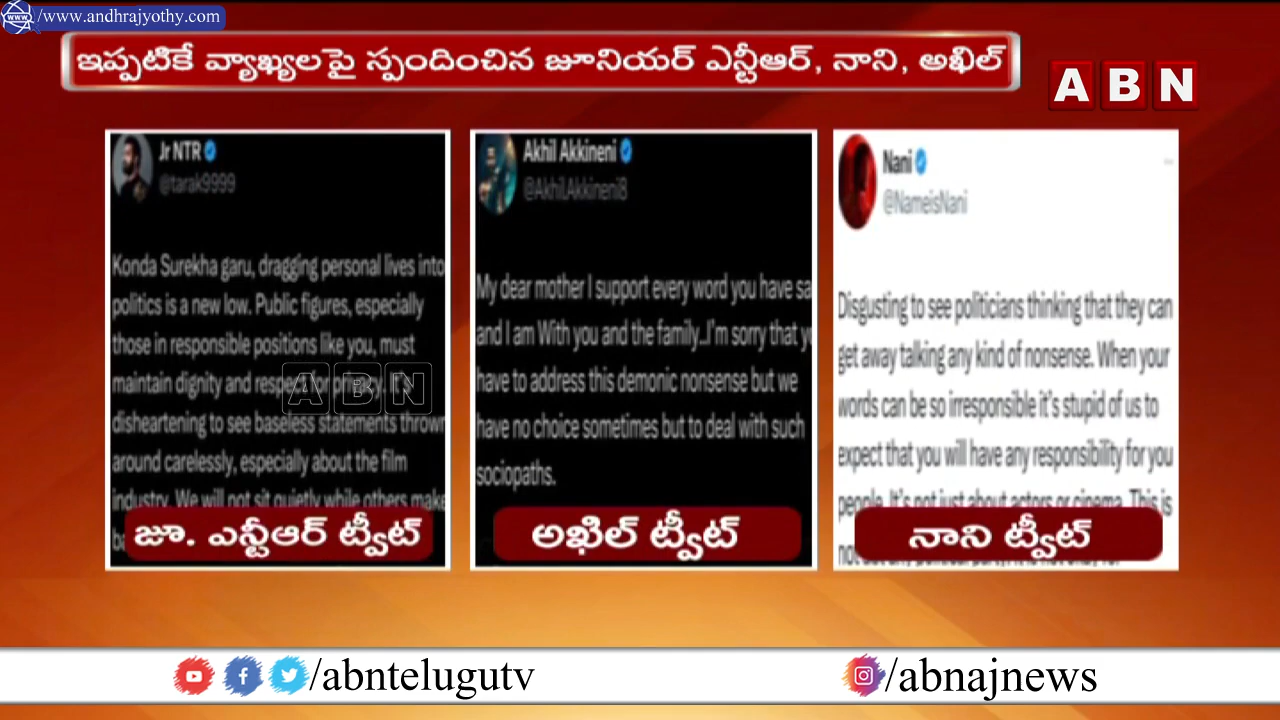 /www.andhrajyothy.com
ఇప్పటికే వ్యాఖ్యలపై స్పందించిన జూనియర్ ఎన్టీఆర్, నాని, అఖిల్
ABN
Jr NTR
@tarak9999
Konda Surekha garu, dragging personal lives into
politics is a new low. Public figures, especially
those in responsible positions like you, must
maintain dignity and respect for privacy. It's
disheartening to see baseless statements thrown
around carelessly, especially about the film
industry. We will not sit quietly while others make
ABN
జూ. ఎన్టీఆర్ ట్వీట్
Akhil Akkineni
@AkhilAkkineni8
My dear mother I support every word you have sa
and I am With you and the family..I'm sorry that yo
have to address this demonic nonsense but we
have no choice sometimes but to deal with such
sociopaths.
అఖిల్ ట్వీట్
Nani
@NameisNani
Disgusting to see politicians thinking that they can
get away talking any kind of nonsense. When your
words can be so irresponsible it's stupid of us to
expect that you will have any responsibility for you
people. It's not just about actors or cinema. This is
నాని ట్వీట్
/abntelugutv
/abnajnews